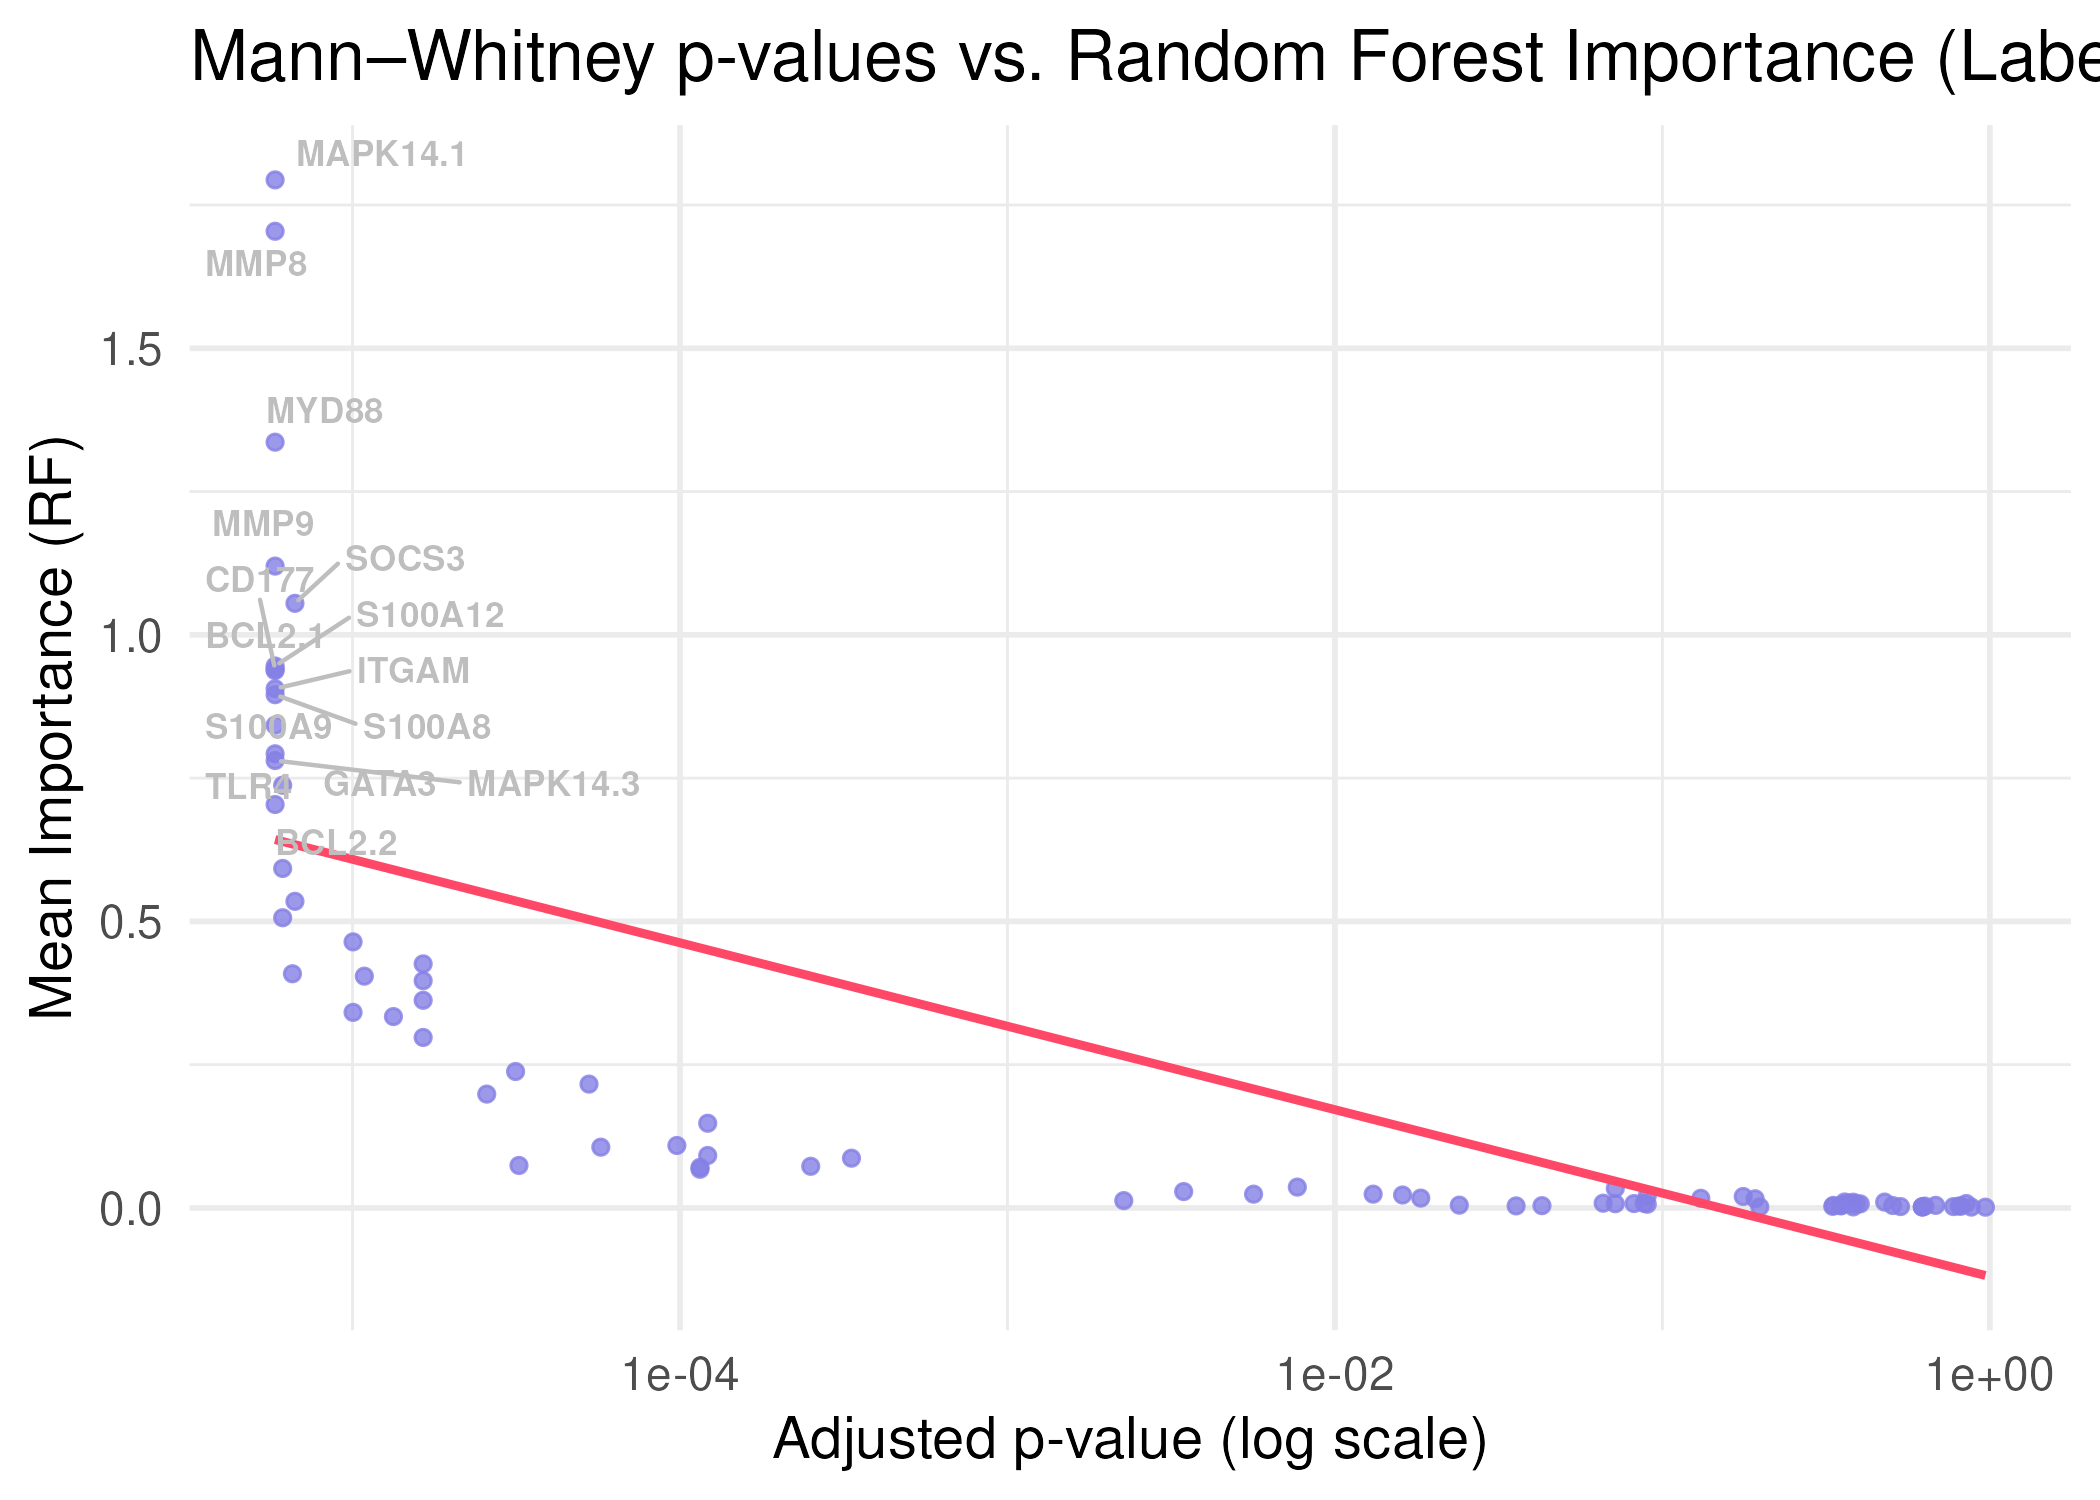 Mann−Whitney p-values vs. Random Forest Importance (Labe
MAPK14.1
MMP8
1.5
MYD88
MMP9
SOCS3
CD177
S100A12
BCL2.1
1.0
ITGAM
S100A9
S100A8
TLR4
GATA3
MAPK14.3
BCL2.2
0.5
0.0
Mean Importance (RF)
1e-04
1e-02
1e+00
Adjusted p-value (log scale)